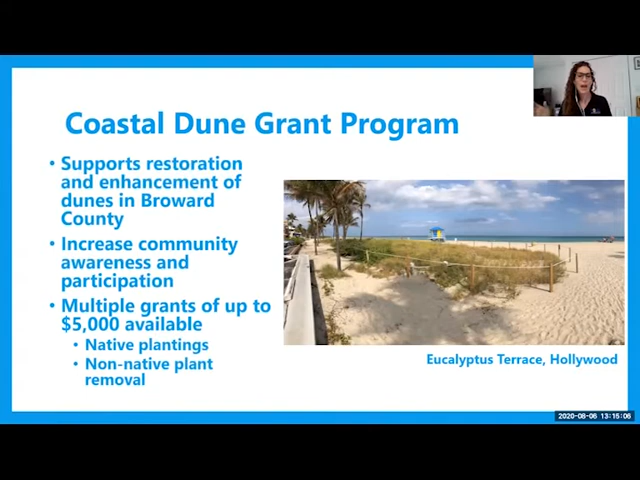 Coastal Dune Grant Program
• Supports restoration
and enhancement of
dunes in Broward
County
• Increase community
awareness and
participation
• Multiple grants of up to
$5,000 available
• Native plantings
• Non-native plant
removal
Eucalyptus Terrace, Hollywood
2020-08-06 13:15:06